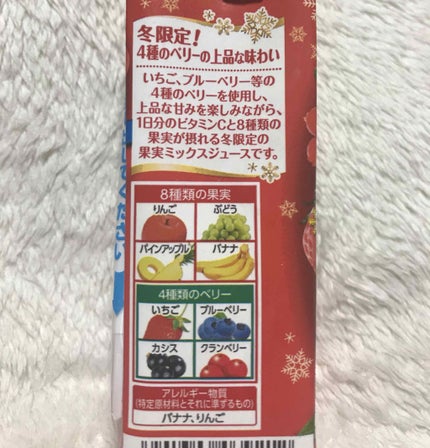 冬限定！
4種のベリーの上品な味わい
いちご、ブルーベリー等の
4種のベリーを使用し、
上品な甘みを楽しみながら、
1日分のビタミンCと8種類の
果実が摂れる冬限定の
果実ミックスジュースです。
8種類の果実
りんご ぶどう
パインアップル バナナ
4種類のベリー
いちご ブルーベリー
カシス クランベリー
アレルギー物質
(特定原材料とそれに準ずるもの)
バナナ、りんご